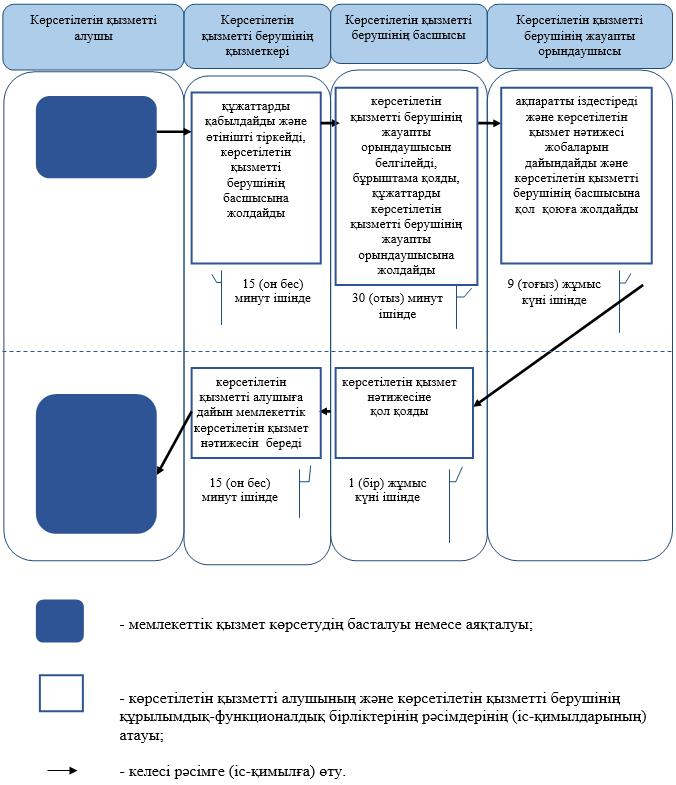 Көрсетілетін қызметті
алушы
Көрсетілетін
қызметті берушінің
қызметкері
Көрсетілетін қызметті
берушінің басшысы
Көрсетілетін қызметті
берушінің жауапты
орындаушысы
құжаттарды
қабылдайды және
өтінішті тіркейді,
көрсетілетін
қызметті
берушінің
басшысына
жолдайды
көрсетілетін
қызметті берушінің
жауапты
орындаушысын
белгілейді,
бұрыштама қояды,
құжаттарды
көрсетілетін
қызметті берушінің
жауапты
орындаушысына
жолдайды
ақпаратты іздестіреді
және көрсетілетін
қызмет нәтижесі
жобаларын
дайындайды және
көрсетілетін қызметті
берушінің басшысына
қол қоюға жолдайды
15 (он бес)
минут ішінде
30 (отыз) минут
ішінде
9 (тоғыз) жұмыс
күні ішінде
көрсетілетін
қызметті алушыға
дайын мемлекеттік
көрсетілетін қызмет
нәтижесін береді
көрсетілетін қызмет
нәтижесіне
қол қояды
15 (он бес)
минут ішінде
1 (бір) жұмыс
күні ішінде
- мемлекеттік қызмет көрсетудің басталуы немесе аяқталуы;
- көрсетілетін қызметті алушының және көрсетілетін қызметті берушінің
құрылымдық-функционалдық бірліктерінің рәсімдерінің (іс-қимылдарының)
атауы;
- келесі рәсімге (іс-қимылға) өту.